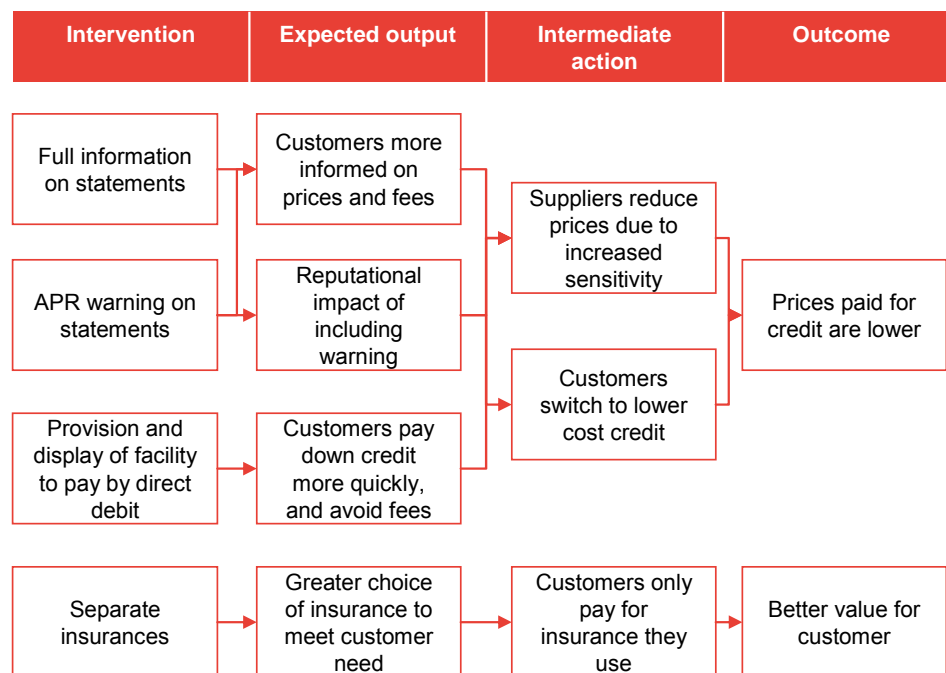 Intervention
Expected output
Intermediate
action
Outcome
Full information
on statements
Customers more
informed on
prices and fees
Suppliers reduce
prices due to
increased
sensitivity
APR warning on
statements
Reputational
impact of
including
warning
Prices paid for
credit are lower
Customers
switch to lower
cost credit
Provision and
display of facility
to pay by direct
debit
Customers pay
down credit
more quickly,
and avoid fees
Separate
insurances
Greater choice
of insurance to
meet customer
need
Customers only
pay for
insurance they
use
Better value for
customer